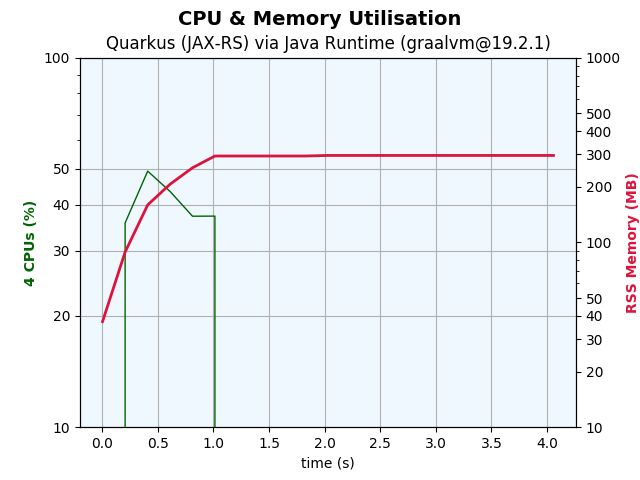 CPU & Memory Utilisation
Quarkus (JAX-RS) via Java Runtime (graalvm@19.2.1)
100
50
40
30
20
10
4 CPUs (%)
1000
500
400
300
200
100
50
40
30
20
10
RSS Memory (MB)
0.0 0.5 1.0 1.5 2.0 2.5 3.0 3.5 4.0
time (s)